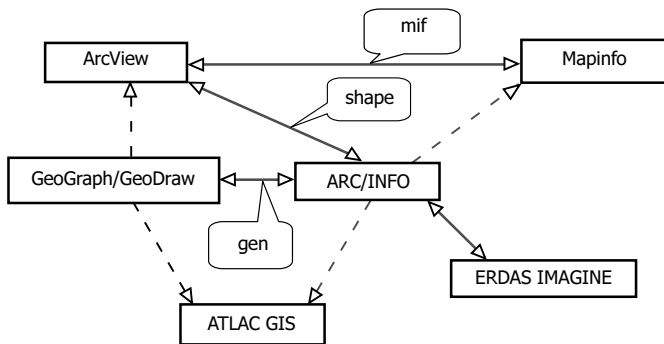 mif
ArcView
Mapinfo
shape
GeoGraph/GeoDraw
ARC/INFO
gen
ERDAS IMAGINE
ATLAC GIS